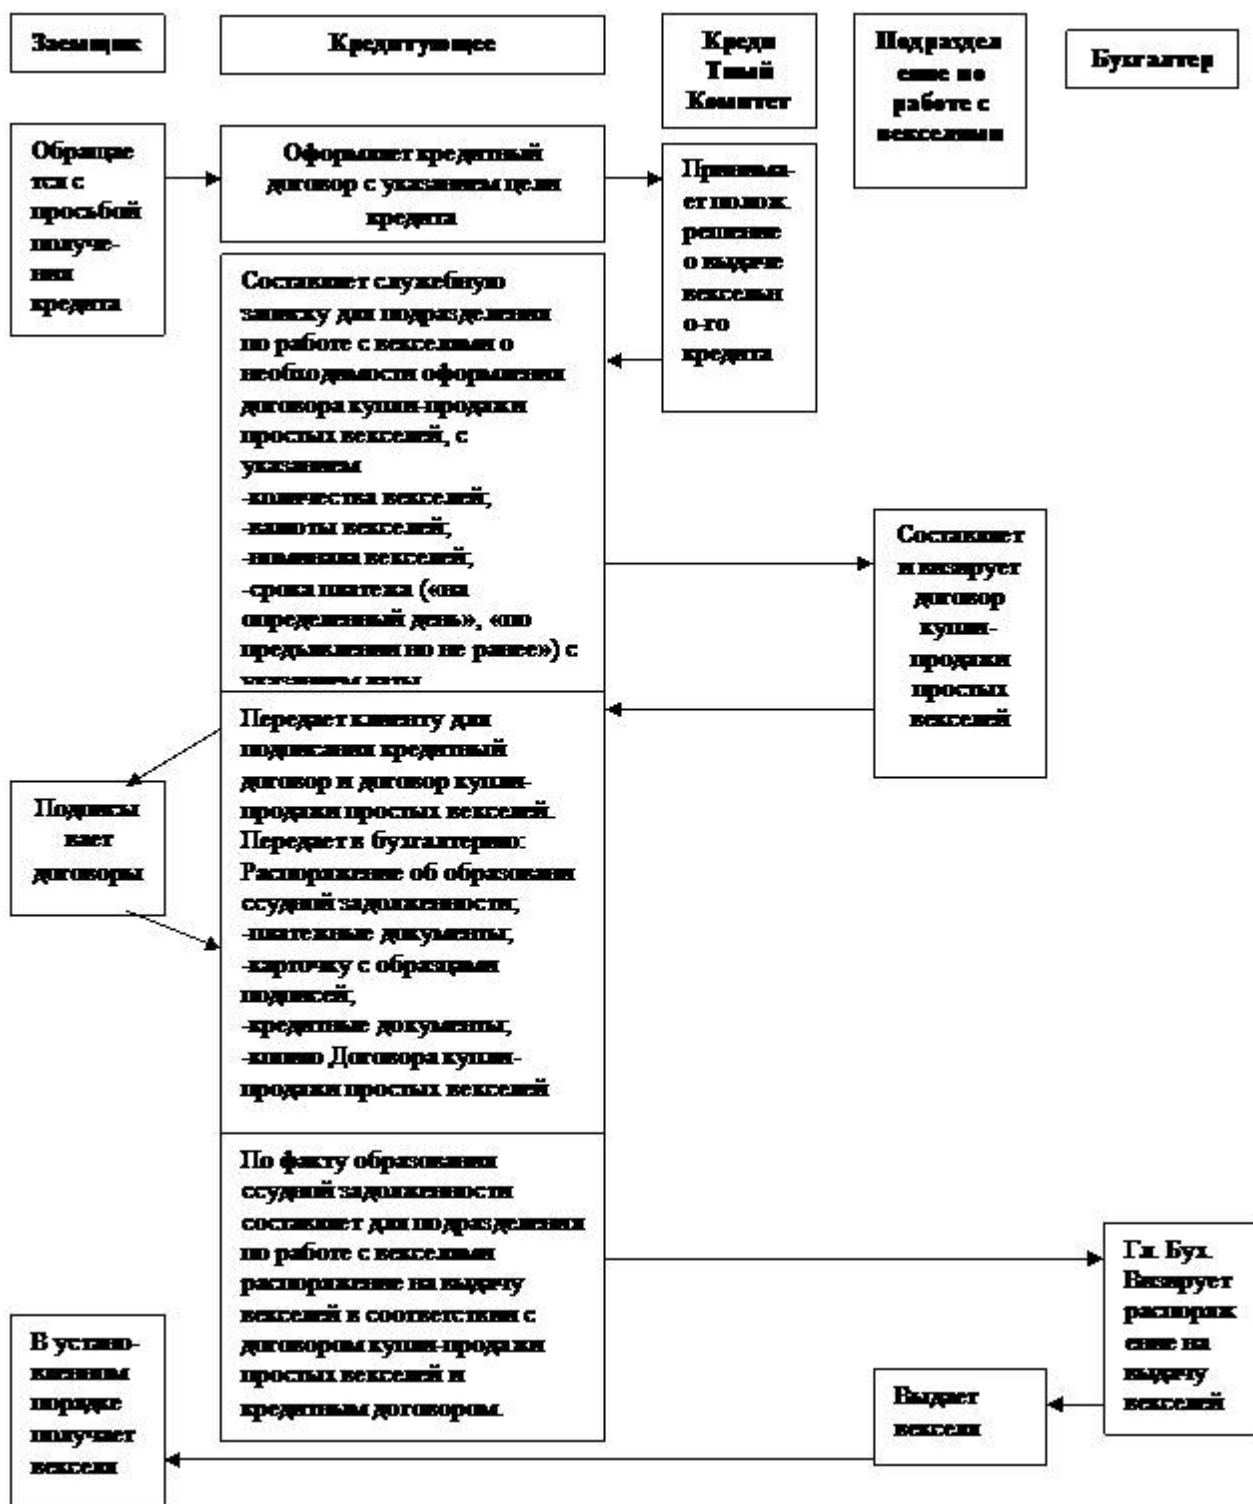 Заемщик
Кредитующее
Креди
Тный
Комитет
Подраздел
ение по
работе с
векселями
Бухгалтер
Обращае
тся с
просьбой
получе-
ния
кредита
Оформляет кредитный
договор с указанием цели
кредита
Принима-
ет полож.
решение
о выдаче
вексельн
о-го
кредита
Составляет служебную
записку для подразделения
по работе с векселями о
необходимости оформления
договора купли-продажи
простых векселей, с
указанием
-количества векселей;
-валюты векселей;
-номинала векселей;
-срока платежа («на
определенный день», «по
предъявлении но не ранее») с
указанием даты
Составляет
и визирует
договор
купли-
продажи
простых
векселей
Передает клиенту для
подписания кредитный
договор и договор купли-
продажи простых векселей.
Передает в бухгалтерию:
Распоряжение об образовании
ссудной задолженности;
-платежные документы;
-карточку с образцами
подписей;
-кредитные документы;
-копию Договора купли-
продажи простых векселей
Подписы
вает
договоры
По факту образования
ссудной задолженности
составляет для подразделения
по работе с векселями
распоряжение на выдачу
векселей в соответствии с
договором купли-продажи
простых векселей и
кредитным договором.
Гл. Бух.
Визирует
распоряж
ение на
выдачу
векселей
Выдает
векселя
В устано-
вленном
порядке
получает
векселя